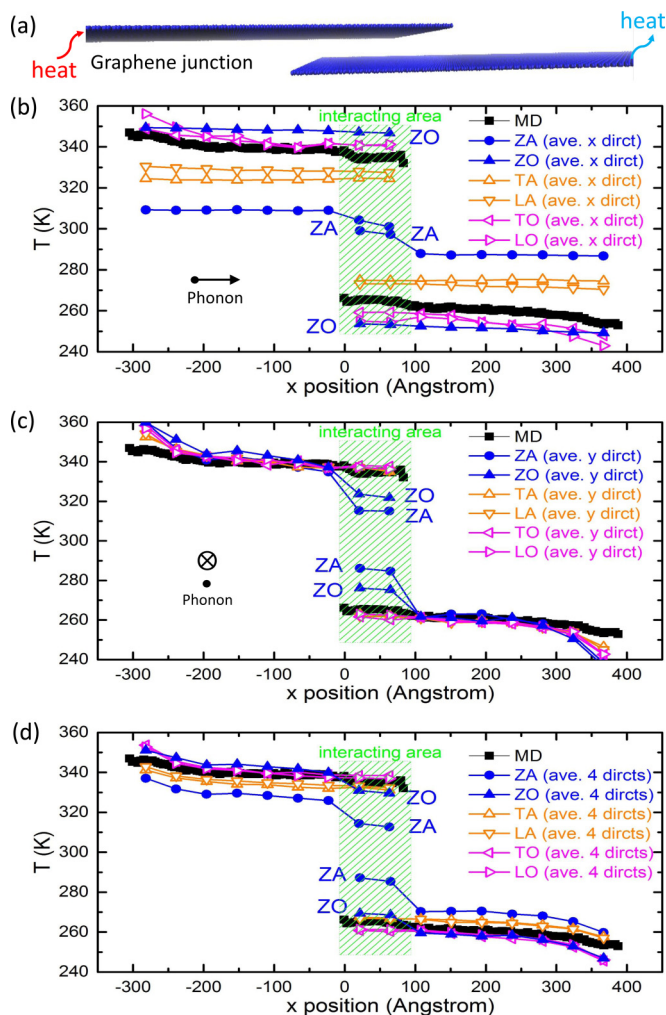 (a)
heat
Graphene junction
heat
(b)
360
340
320
300
280
260
240
T (K)
interacting area
ZO
ZA
ZA
ZO
Phonon
MD
ZA (ave. x dirct)
ZO (ave. x dirct)
TA (ave. x dirct)
LA (ave. x dirct)
TO (ave. x dirct)
LO (ave. x dirct)
-300 -200 -100 0 100 200 300 400
x position (Angstrom)
(c)
360
340
320
300
280
260
240
T (K)
interacting area
ZO
ZA
ZA
ZO
Phonon
MD
ZA (ave. y dirct)
ZO (ave. y dirct)
TA (ave. y dirct)
LA (ave. y dirct)
TO (ave. y dirct)
LO (ave. y dirct)
-300 -200 -100 0 100 200 300 400
x position (Angstrom)
(d)
360
340
320
300
280
260
240
T (K)
interacting area
ZO
ZA
ZA
ZO
MD
ZA (ave. 4 dircts)
ZO (ave. 4 dircts)
TA (ave. 4 dircts)
LA (ave. 4 dircts)
TO (ave. 4 dircts)
LO (ave. 4 dircts)
-300 -200 -100 0 100 200 300 400
x position (Angstrom)